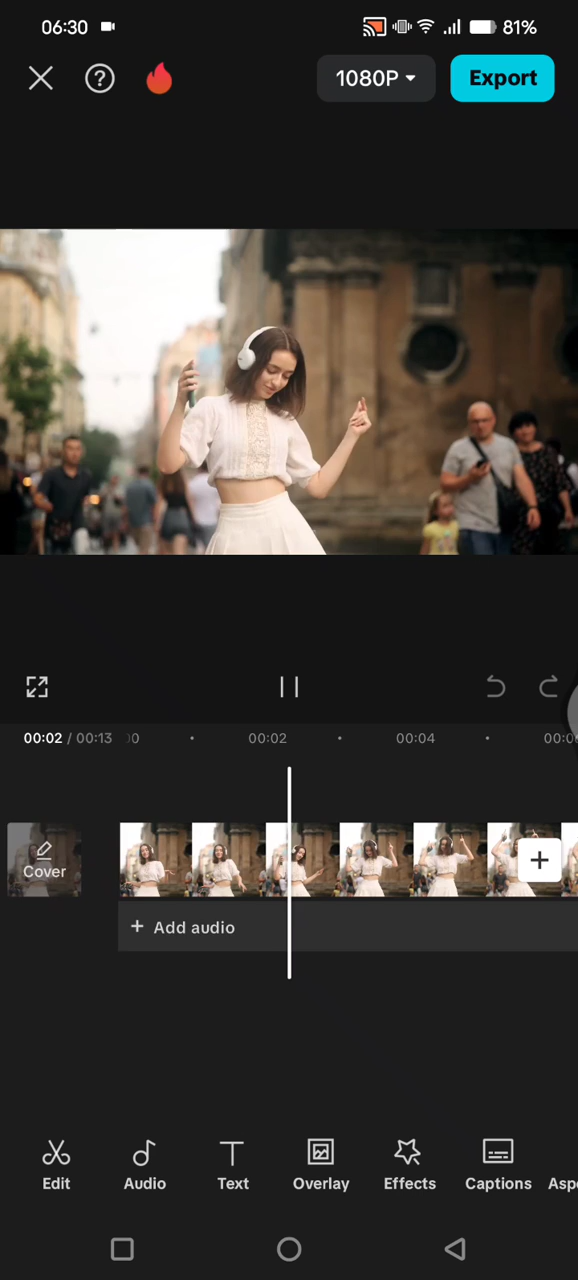 06:30 81%
1080P Export
00:02 / 00:13 00:02 00:04
Cover
+ Add audio
Edit Audio Text Overlay Effects Captions